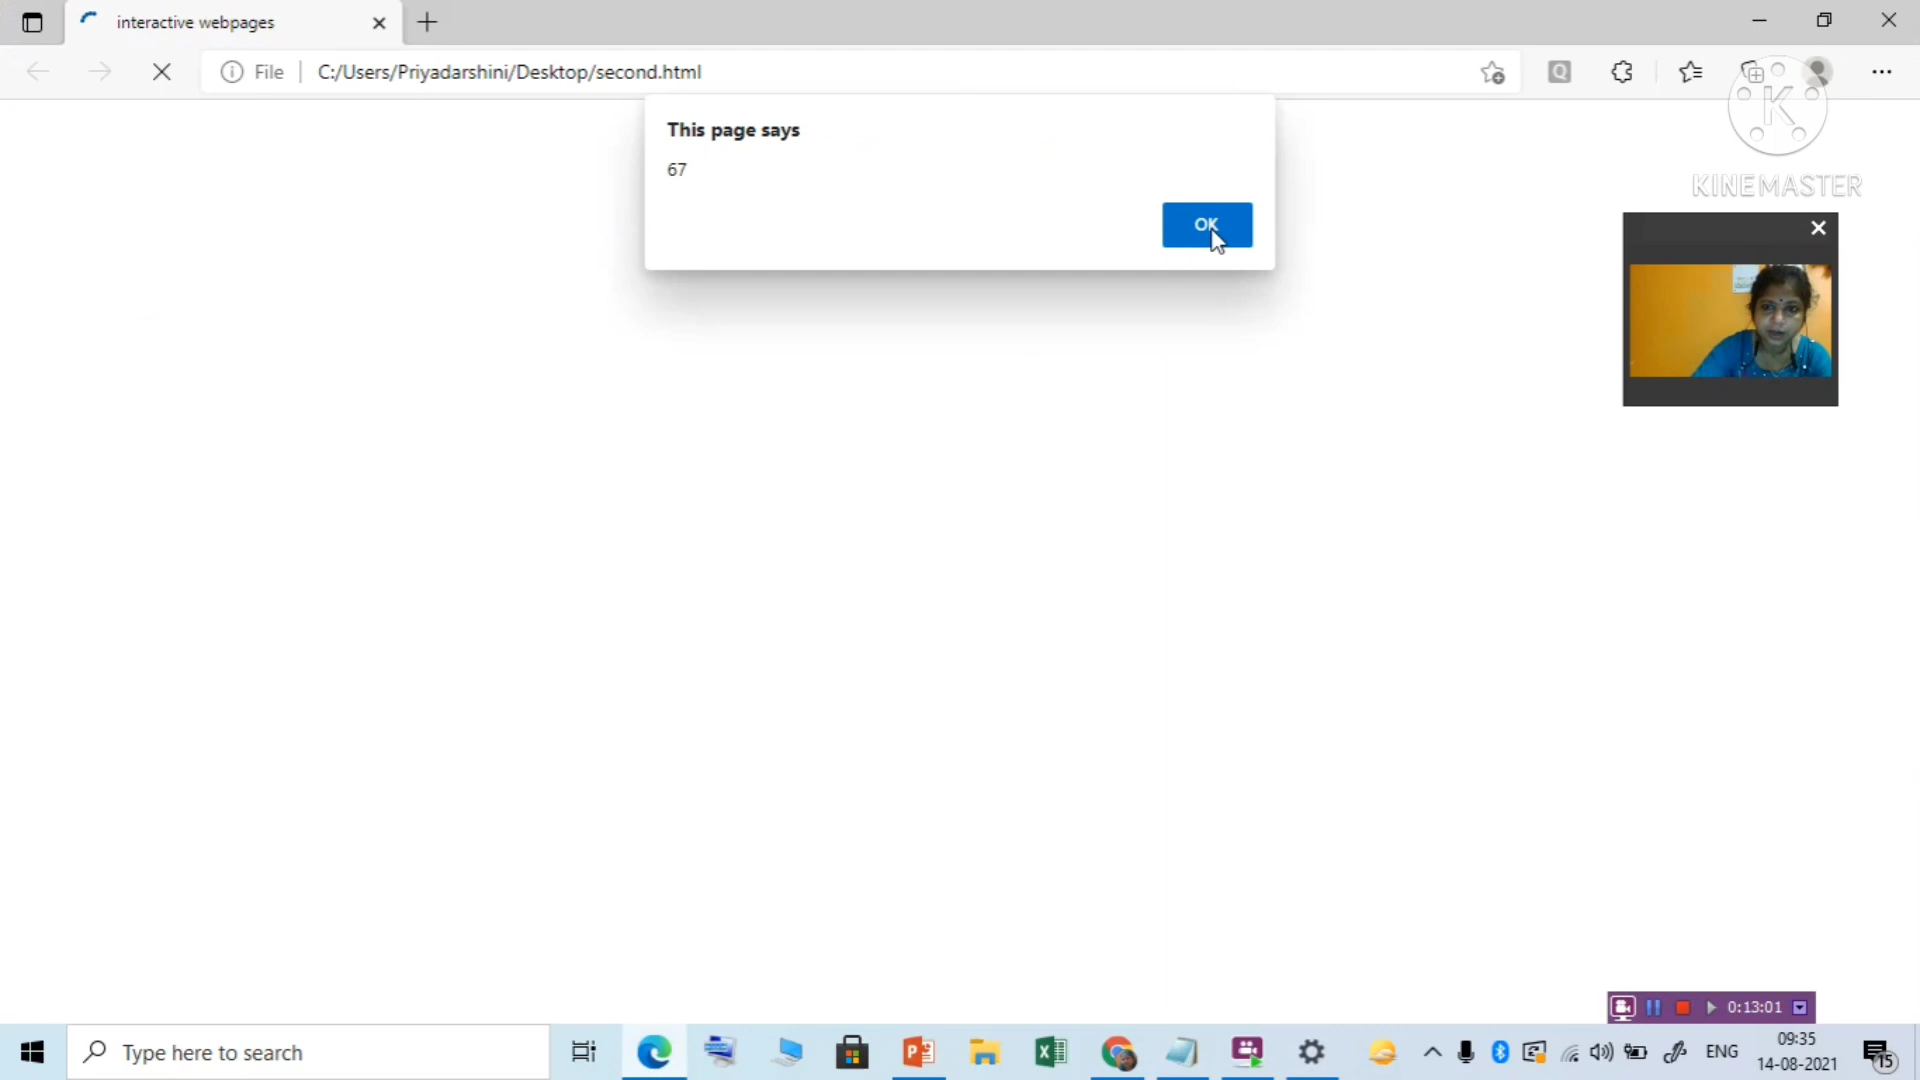 interactive webpages
File
C:/Users/Priyadarshini/Desktop/second.html
This page says
67
OK
K
KINEMASTER
0:13:01
Type here to search
ENG
09:35
14-08-2021
15